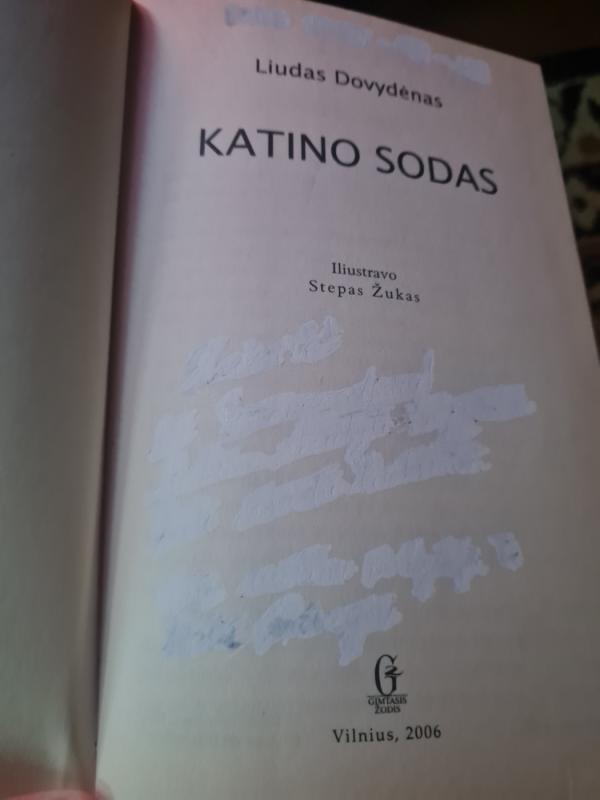 Liudas Dovydėnas
KATINO SODAS
Iliustravo
Stepas Žukas
GIMTASIS
ŽODIS
Vilnius, 2006